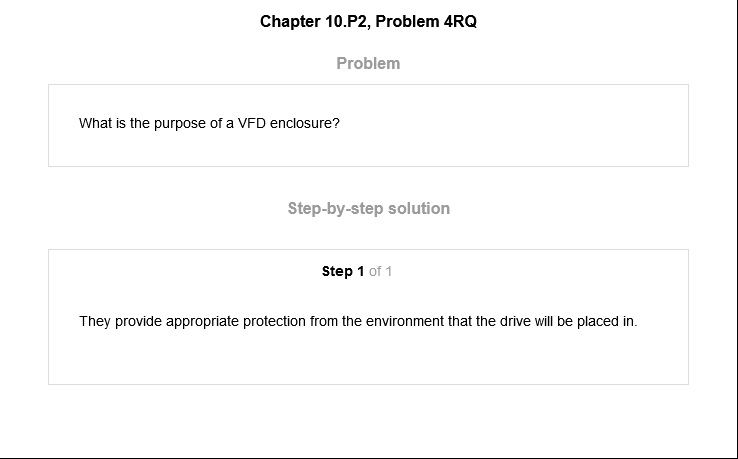 Chapter 10.P2, Problem 4RQ
Problem
What is the purpose of a VFD enclosure?
Step-by-step solution
Step 1 of 1
They provide appropriate protection from the environment that the drive will be placed in.